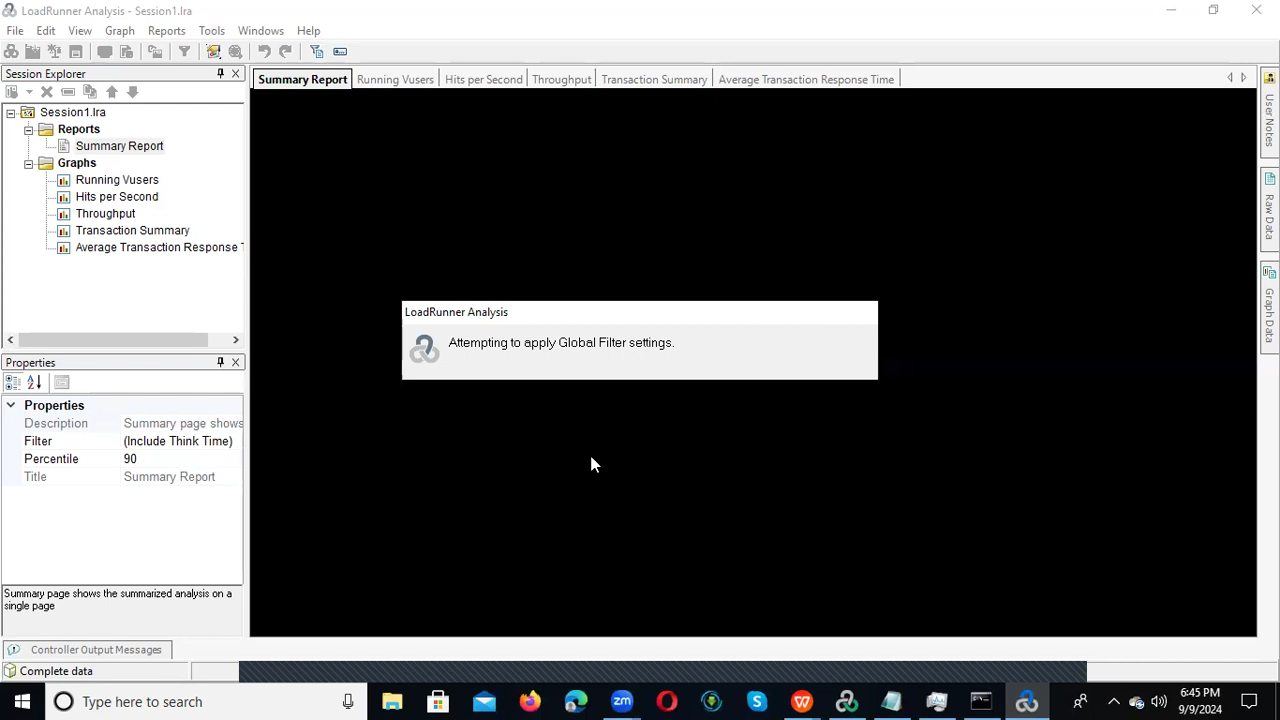 LoadRunner Analysis - Session1.lra
File Edit View Graph Reports Tools Windows Help
Session Explorer
Session1.lra
Reports
Summary Report
Graphs
Running Vusers
Hits per Second
Throughput
Transaction Summary
Average Transaction Response T
Summary Report Running Vusers Hits per Second Throughput Transaction Summary Average Transaction Response Time
LoadRunner Analysis
Attempting to apply Global Filter settings.
User Notes
Raw Data
Graph Data
Properties
Properties
Description Summary page shows
Filter (Include Think Time)
Percentile 90
Title Summary Report
Summary page shows the summarized analysis on a
single page
Controller Output Messages
Complete data
Type here to search
6:45 PM
9/9/2024